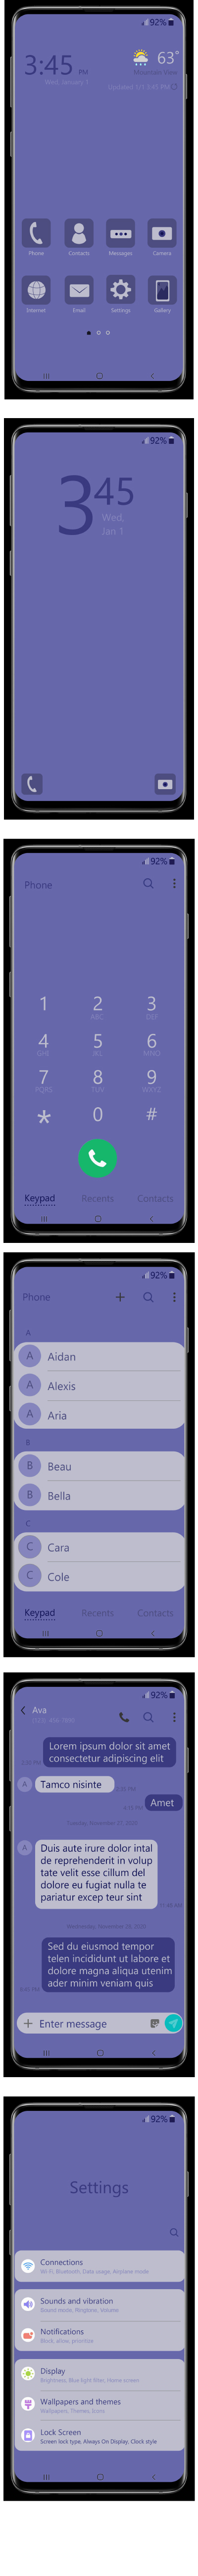 92%
3:45 PM
Wed, January 1
63°
Mountain View
Updated 1/1 3:45 PM
Phone Contacts Messages Camera
Internet Email Settings Gallery
92%
3 45
Wed,
Jan 1
92%
Phone
1 2 3
ABC DEF
4 5 6
GHI JKL MNO
7 8 9
PQRS TUV WXYZ
* 0 #
Keypad Recents Contacts
92%
Phone
A
A Aidan
A Alexis
A Aria
B
B Beau
B Bella
C
C Cara
C Cole
Keypad Recents Contacts
92%
Ava
Lorem ipsum dolor sit amet
consectetur adipiscing elit
A Tamco nisinte
Amet
A Duis aute irure dolor intal
de reprehenderit in volup
tate velit esse cillum del
dolore eu fugiat nulla te
pariatur excep teur sint
Sed du eiusmod tempor
telen incididunt ut labore et
dolore magna aliqua utenim
ader minim veniam quis
Enter message
92%
Settings
Connections
Wi-Fi, Bluetooth, Data usage, Airplane mode
Sounds and vibration
Sound mode, Ringtone, Volume
Notifications
Block, allow, prioritize
Display
Brightness, Blue light filter, Home screen
Wallpapers and themes
Wallpapers, Themes, Icons
Lock Screen
Screen lock type, Always On Display, Clock style